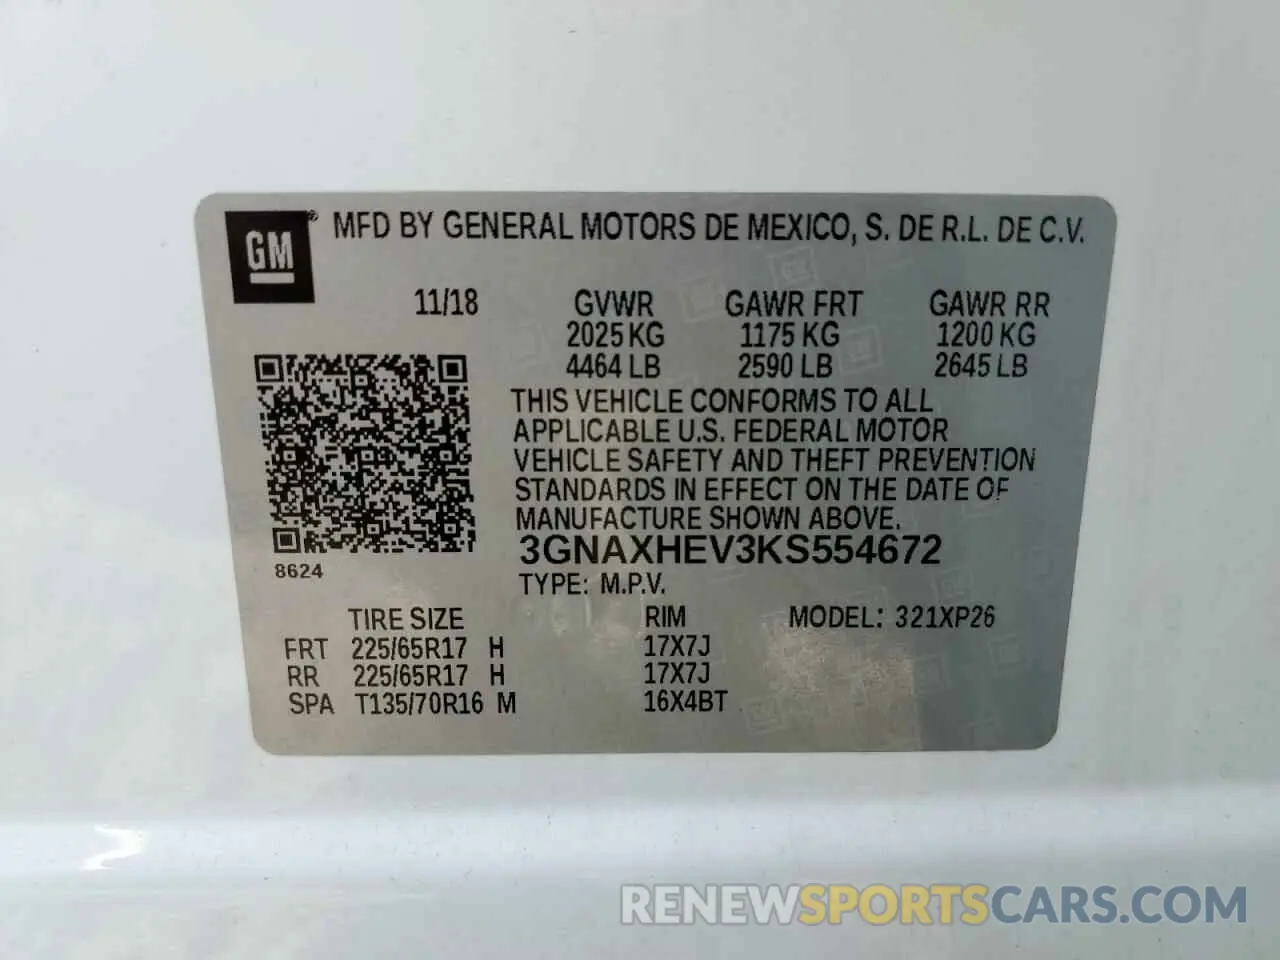 GM® MFD BY GENERAL MOTORS DE MEXICO, S. DE R.L. DE C.V.
11/18 GVWR GAWR FRT GAWR RR
2025 KG 1175 KG 1200 KG
4464 LB 2590 LB 2645 LB
THIS VEHICLE CONFORMS TO ALL
APPLICABLE U.S. FEDERAL MOTOR
VEHICLE SAFETY AND THEFT PREVENTION
STANDARDS IN EFFECT ON THE DATE OF
MANUFACTURE SHOWN ABOVE.
3GNAXHEV3KS554672
8624
TYPE: M.P.V.
TIRE SIZE RIM MODEL: 321XP26
FRT 225/65R17 H 17X7J
RR 225/65R17 H 17X7J
SPA T135/70R16 M 16X4BT
RENEWSPORTSCARS.COM